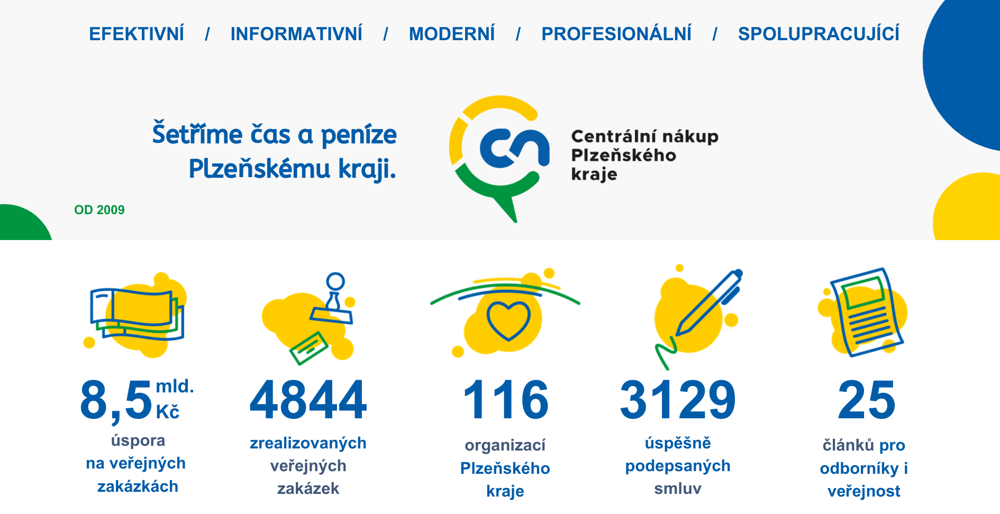 EFEKTIVNÍ / INFORMATIVNÍ / MODERNÍ / PROFESIONÁLNÍ / SPOLUPRACUJÍCÍ
Šetříme čas a peníze
Plzeňskému kraji.
cn
Centrální nákup
Plzeňského
kraje
OD 2009
8,5 mld.
Kč
úspora
na veřejných
zakázkách
4844
zrealizovaných
veřejných
zakázek
116
organizací
Plzeňského
kraje
3129
úspěšně
podepsaných
smluv
25
článků pro
odborníky i
veřejnost